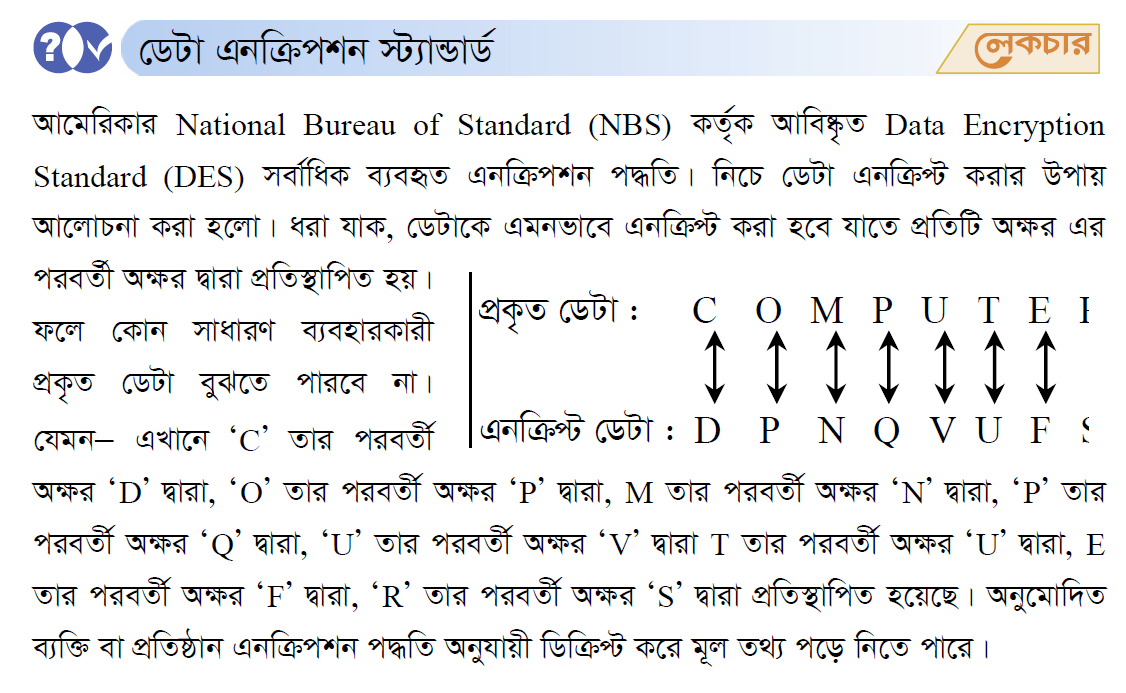 ডেটা এনক্রিপশন স্ট্যান্ডার্ড
লেকচার
আমেরিকার National Bureau of Standard (NBS) কর্তৃক আবিষ্কৃত Data Encryption
Standard (DES) সর্বাধিক ব্যবহৃত এনক্রিপশন পদ্ধতি। নিচে ডেটা এনক্রিপ্ট করার উপায়
আলোচনা করা হলো। ধরা যাক, ডেটাকে এমনভাবে এনক্রিপ্ট করা হবে যাতে প্রতিটি অক্ষর এর
পরবর্তী অক্ষর দ্বারা প্রতিস্থাপিত হয়।
ফলে কোন সাধারণ ব্যবহারকারী
প্রকৃত ডেটা বুঝতে পারবে না।
যেমন– এখানে ‘C’ তার পরবর্তী
প্রকৃত ডেটা : C O M P U T E
এনক্রিপ্ট ডেটা : D P N Q V U F
অক্ষর ‘D’ দ্বারা, ‘O’ তার পরবর্তী অক্ষর ‘P’ দ্বারা, M তার পরবর্তী অক্ষর ‘N’ দ্বারা, ‘P’ তার
পরবর্তী অক্ষর ‘Q’ দ্বারা, ‘U’ তার পরবর্তী অক্ষর ‘V’ দ্বারা T তার পরবর্তী অক্ষর ‘U’ দ্বারা, E
তার পরবর্তী অক্ষর ‘F’ দ্বারা, ‘R’ তার পরবর্তী অক্ষর ‘S’ দ্বারা প্রতিস্থাপিত হয়েছে। অনুমোদিত
ব্যক্তি বা প্রতিষ্ঠান এনক্রিপশন পদ্ধতি অনুযায়ী ডিক্রিপ্ট করে মূল তথ্য পড়ে নিতে পারে।